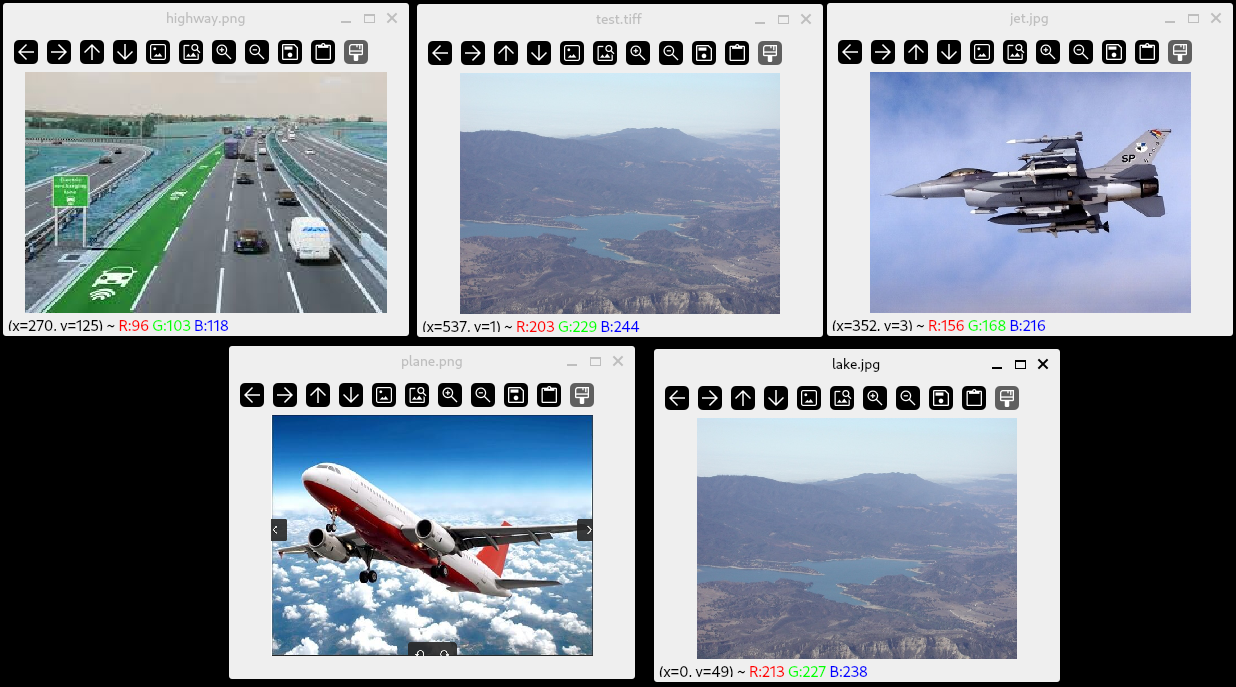 highway.png
(x=270, y=125) ~ R:96 G:103 B:118
test.tiff
(x=537, y=1) ~ R:203 G:229 B:244
jet.jpg
SP
(x=352, y=3) ~ R:156 G:168 B:216
plane.png
lake.jpg
(x=0, y=49) ~ R:213 G:227 B:238